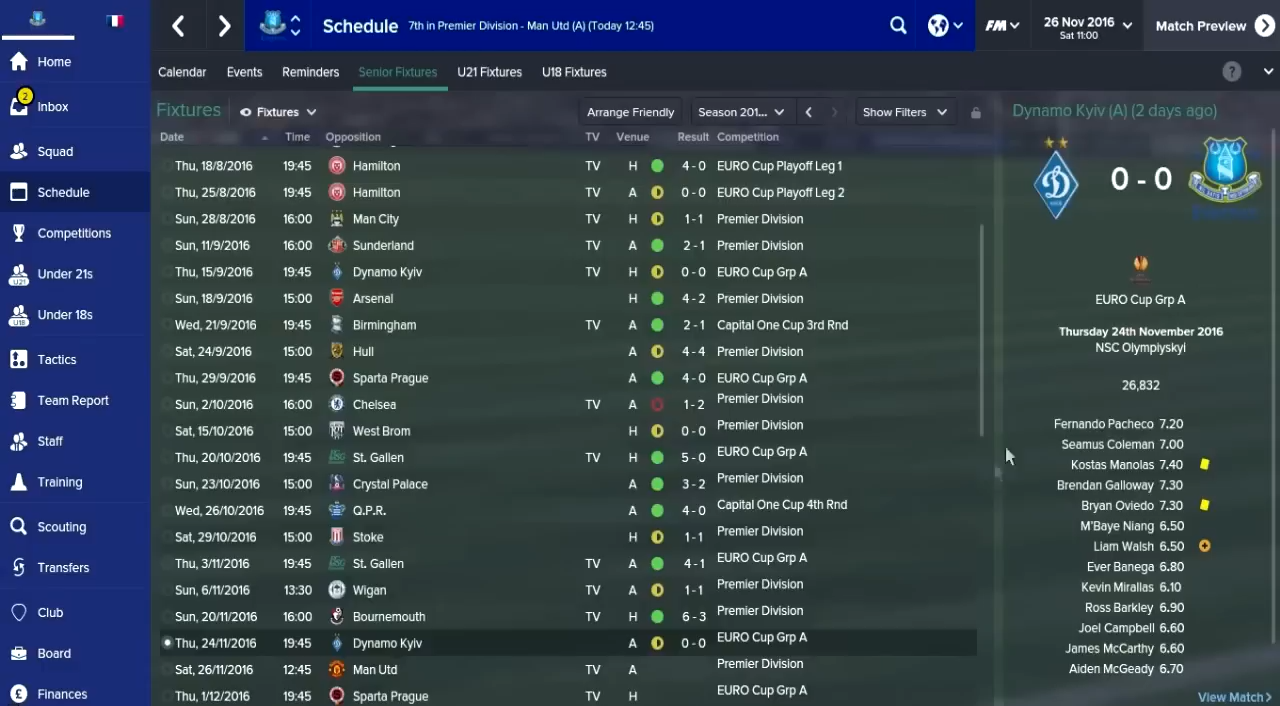 Schedule 7th in Premier Division - Man Utd (A) (Today 12:45)
FM
26 Nov 2016
Sat 11:00
Match Preview
Home
2
Inbox
Squad
Schedule
Competitions
U21
Under 21s
U18
Under 18s
Tactics
Team Report
Staff
Training
Scouting
Transfers
Club
Board
Finances
Calendar Events Reminders Senior Fixtures U21 Fixtures U18 Fixtures
Fixtures Fixtures Arrange Friendly Season 201... Show Filters
Date Time Opposition TV Venue Result Competition
Thu, 18/8/2016 19:45 Hamilton TV H 4 - 0 EURO Cup Playoff Leg 1
Thu, 25/8/2016 19:45 Hamilton TV A 0 - 0 EURO Cup Playoff Leg 2
Sun, 28/8/2016 16:00 Man City TV H 1 - 1 Premier Division
Sun, 11/9/2016 16:00 Sunderland TV A 2 - 1 Premier Division
Thu, 15/9/2016 19:45 Dynamo Kyiv TV H 0 - 0 EURO Cup Grp A
Sun, 18/9/2016 15:00 Arsenal H 4 - 2 Premier Division
Wed, 21/9/2016 19:45 Birmingham TV A 2 - 1 Capital One Cup 3rd Rnd
Sat, 24/9/2016 15:00 Hull A 4 - 4 Premier Division
Thu, 29/9/2016 19:45 Sparta Prague A 4 - 0 EURO Cup Grp A
Sun, 2/10/2016 16:00 Chelsea TV A 1 - 2 Premier Division
Sat, 15/10/2016 15:00 West Brom H 0 - 0 Premier Division
Thu, 20/10/2016 19:45 St. Gallen TV H 5 - 0 EURO Cup Grp A
Sun, 23/10/2016 15:00 Crystal Palace A 3 - 2 Premier Division
Wed, 26/10/2016 19:45 Q.P.R. A 4 - 0 Capital One Cup 4th Rnd
Sat, 29/10/2016 15:00 Stoke H 1 - 1 Premier Division
Thu, 3/11/2016 19:45 St. Gallen TV A 4 - 1 EURO Cup Grp A
Sun, 6/11/2016 13:30 Wigan TV A 1 - 1 Premier Division
Sun, 20/11/2016 16:00 Bournemouth TV H 6 - 3 Premier Division
Thu, 24/11/2016 19:45 Dynamo Kyiv A 0 - 0 EURO Cup Grp A
Sat, 26/11/2016 12:45 Man Utd TV A Premier Division
Thu, 1/12/2016 19:45 Sparta Prague TV H EURO Cup Grp A
Dynamo Kyiv (A) (2 days ago)
0 - 0
EURO Cup Grp A
Thursday 24th November 2016
NSC Olympiyskyi
26,832
Fernando Pacheco 7.20
Seamus Coleman 7.00
Kostas Manolas 7.40
Brendan Galloway 7.30
Bryan Oviedo 7.30
M'Baye Niang 6.50
Liam Walsh 6.50
Ever Banega 6.80
Kevin Mirallas 6.10
Ross Barkley 6.90
Joel Campbell 6.60
James McCarthy 6.60
Aiden McGeady 6.70
View Match>